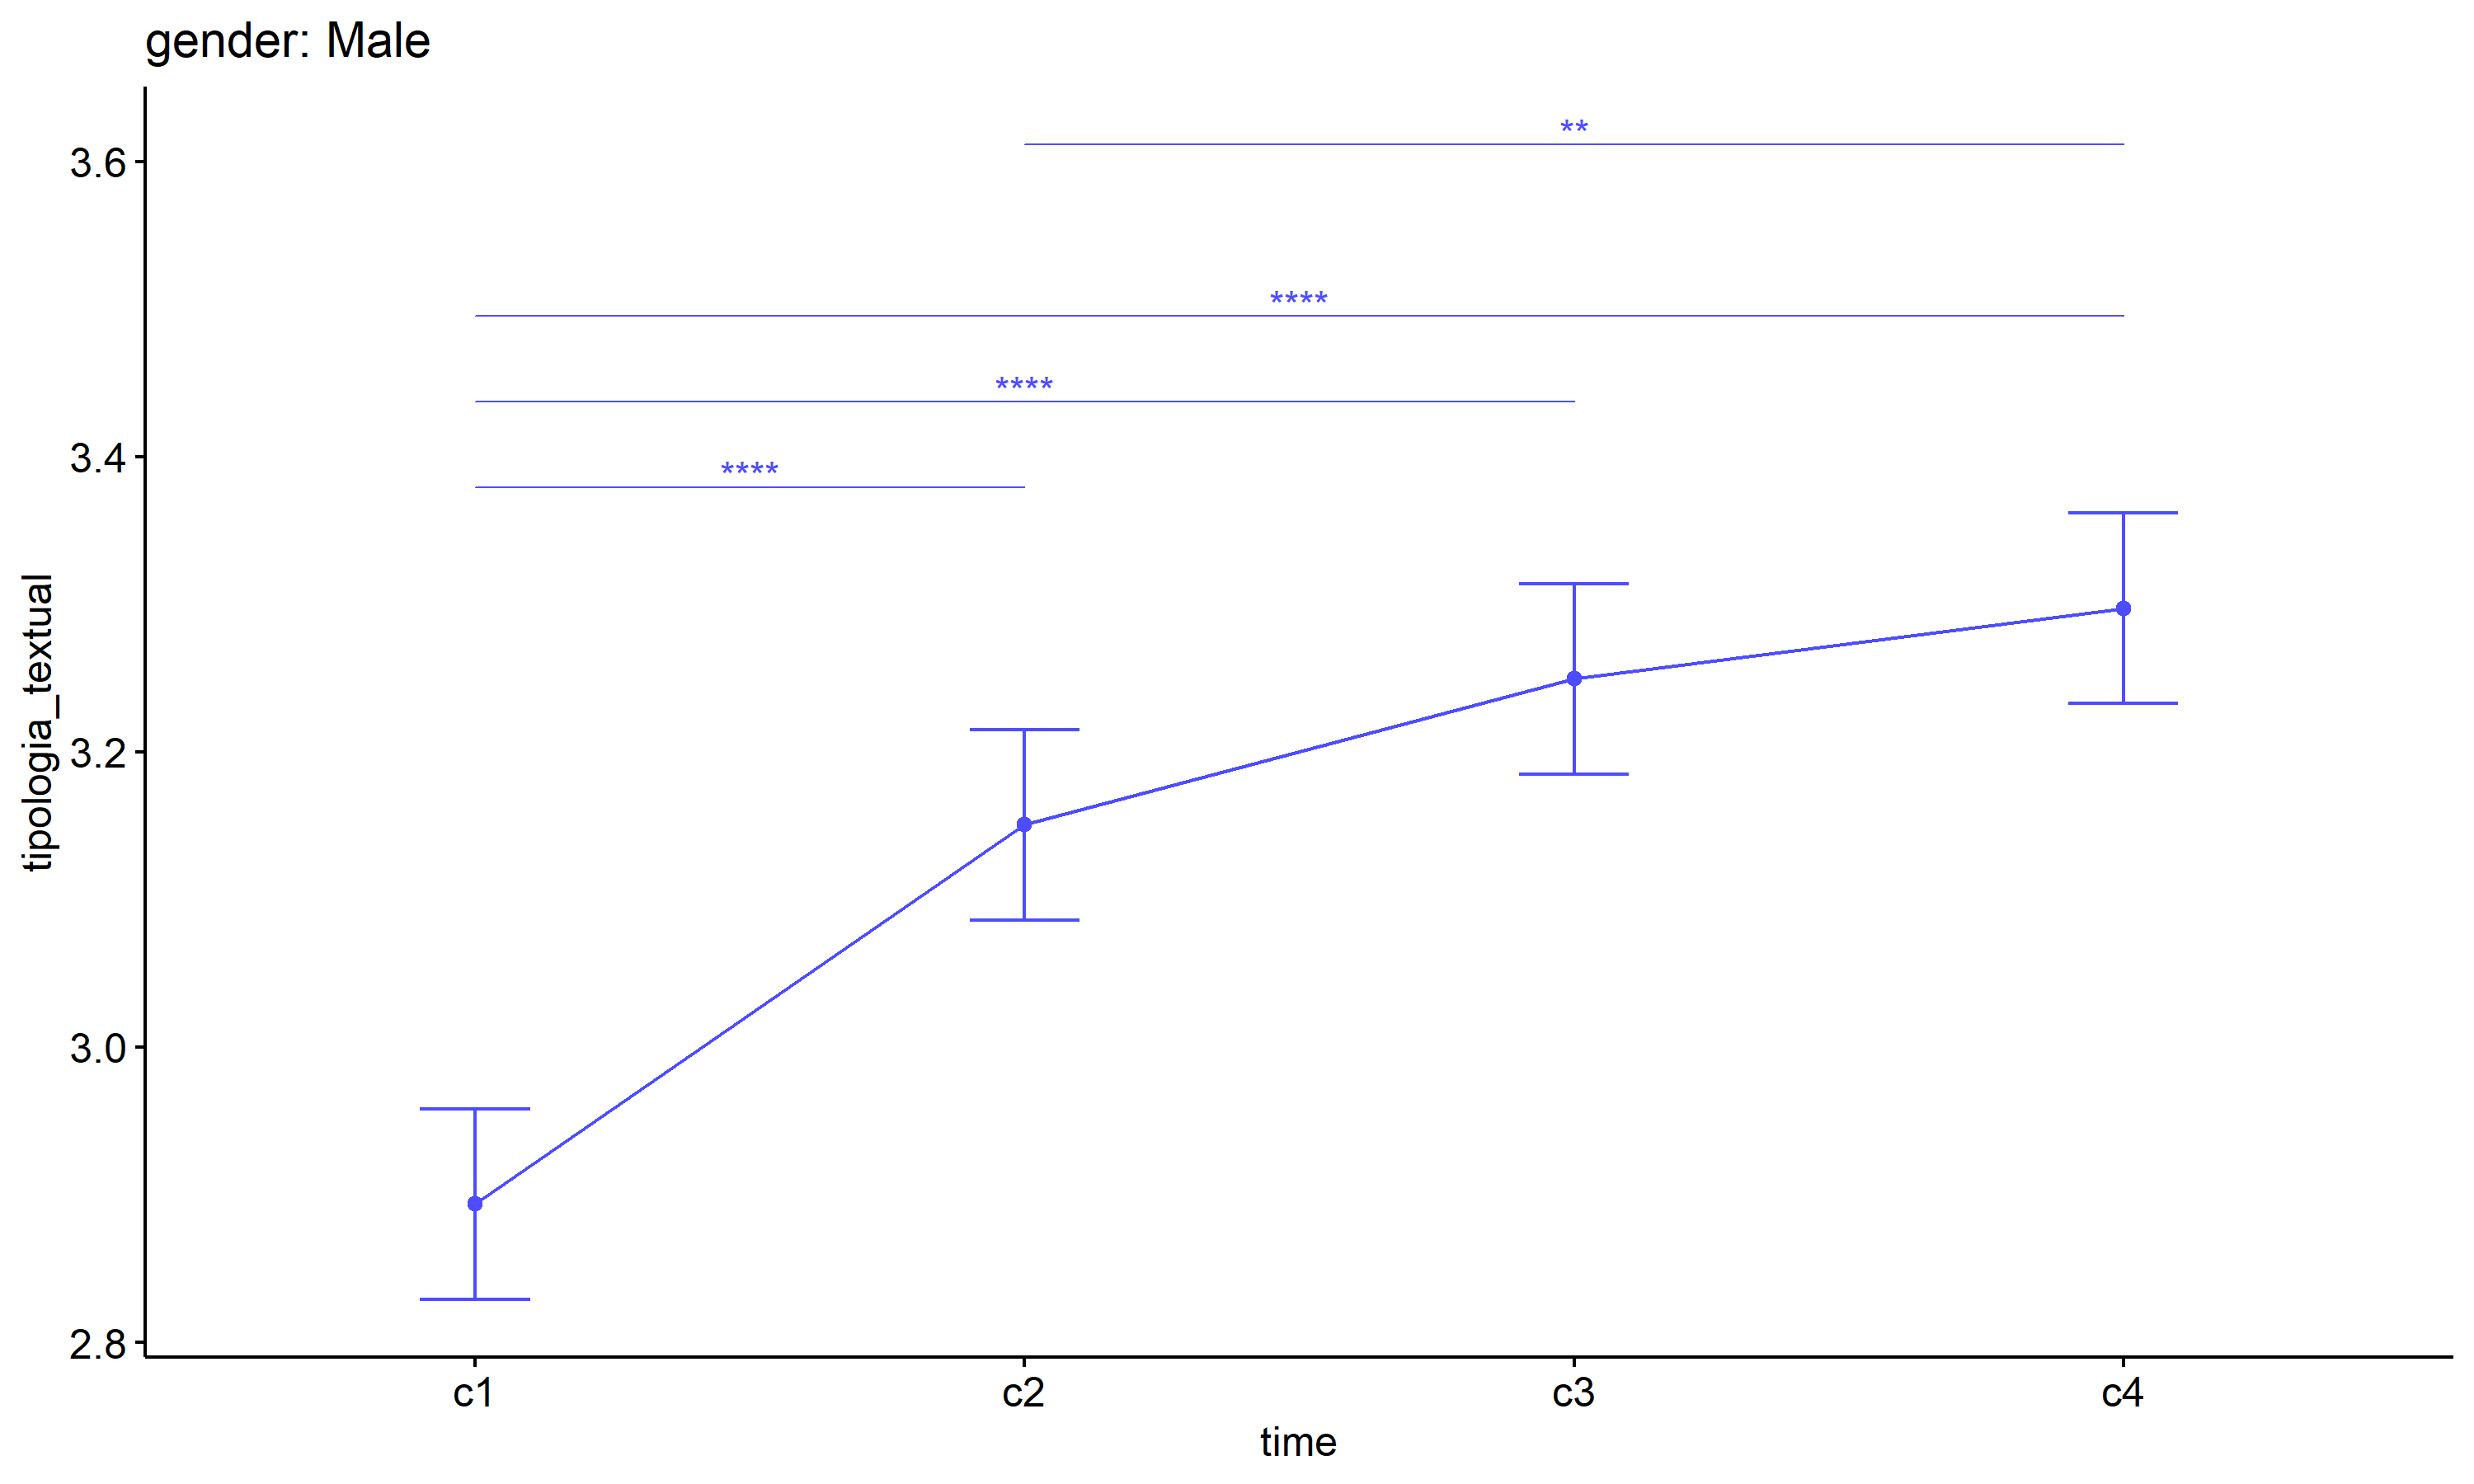 gender: Male
**
3.6
****
****
3.4
****
tipologia_textual
3.2
3.0
2.8
c1 c2 c3 c4
time